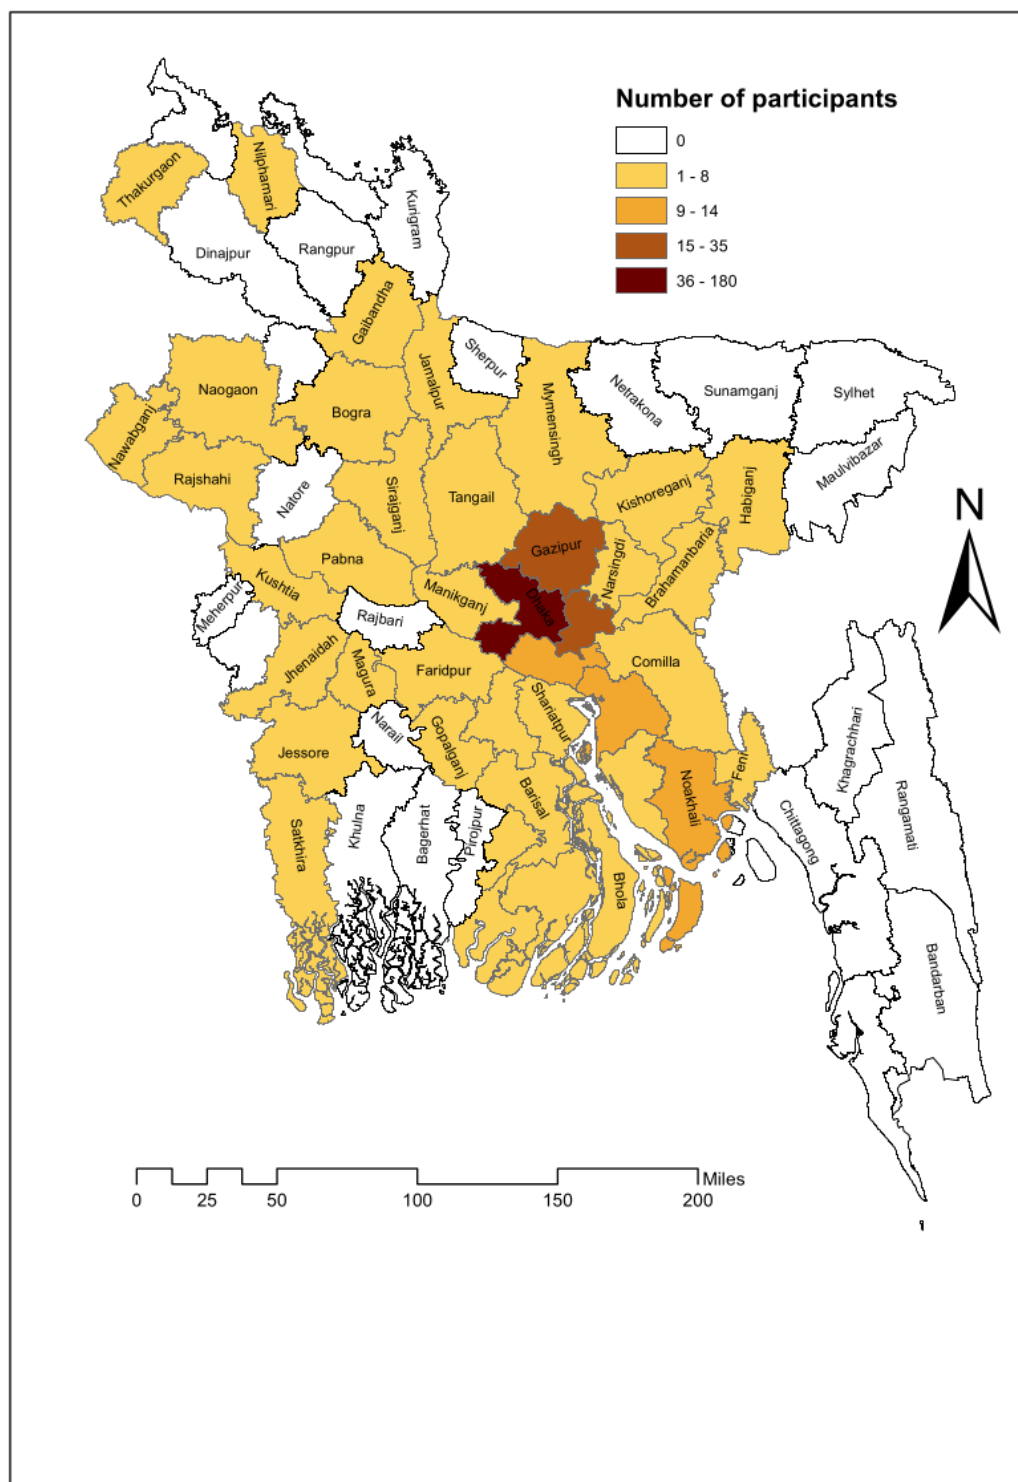 Number of participants
0
1 - 8
9 - 14
15 - 35
36 - 180
Thakurgaon
Nilphamari
Kurigram
Dinajpur
Rangpur
Gaibandha
Sherpur
Jamalpur
Naogaon
Bogra
Mymensingh
Netrakona
Sunamganj
Sylhet
Nawabganj
Maulvibazar
Rajshahi
Natore
Sirajganj
Tangail
Kishoreganj
Habiganj
N
Gazipur
Pabna
Narsingdi
Brahamanbaria
Kushtia
Manikganj
Dhaka
Meherpur
Rajbari
Jhenaidah
Magura
Faridpur
Comilla
Shariatpur
Khagrachhari
Narail
Gopalganj
Jessore
Feni
Rangamati
Noakhali
Barisal
Chittagong
Satkhira
Khulna
Bagerhat
Pirojpur
Bhola
Bandarban
Miles
0 25 50 100 150 200